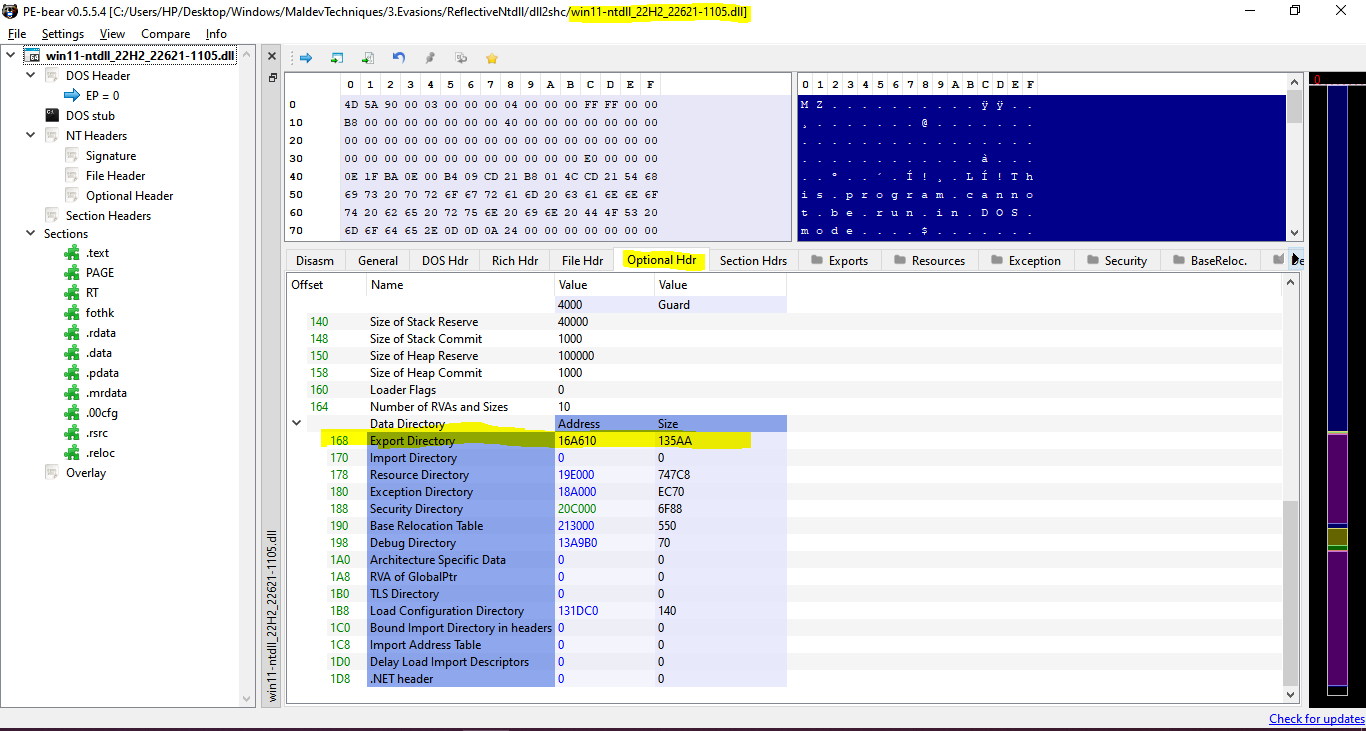 PE-bear v0.5.5.4 [C:/Users/HP/Desktop/Windows/MaldevTechniques/3.Evasions/ReflectiveNtdll/dll2shc/win11-ntdll_22H2_22621-1105.dll]
File Settings View Compare Info
win11-ntdll_22H2_22621-1105.dll
DOS Header
EP = 0
DOS stub
NT Headers
Signature
File Header
Optional Header
Section Headers
Sections
.text
PAGE
RT
fothk
.rdata
.data
.pdata
.mrdata
.00cfg
.rsrc
.reloc
Overlay
win11-ntdll_22H2_22621-1105.dll
0 1 2 3 4 5 6 7 8 9 A B C D E F
0 4D 5A 90 00 03 00 00 00 04 00 00 00 FF FF 00 00
10 B8 00 00 00 00 00 00 00 40 00 00 00 00 00 00 00
20 00 00 00 00 00 00 00 00 00 00 00 00 00 00 00 00
30 00 00 00 00 00 00 00 00 00 00 00 00 E0 00 00 00
40 0E 1F BA 0E 00 B4 09 CD 21 B8 01 4C CD 21 54 68
50 69 73 20 70 72 6F 67 72 61 6D 20 63 61 6E 6E 6F
60 74 20 62 65 20 72 75 6E 20 69 6E 20 44 4F 53 20
70 6D 6F 64 65 2E 0D 0D 0A 24 00 00 00 00 00 00 00
0 1 2 3 4 5 6 7 8 9 A B C D E F
M Z . . . . . . . . . . ÿ ÿ . .
¸ . . . . . . . @ . . . . . . .
. . . . . . . . . . . . . . . .
. . . . . . . . . . . . à . . .
. . º . . ´ . Í ! ¸ . L Í ! T h
i s . p r o g r a m . c a n n o
t . b e . r u n . i n . D O S .
m o d e . . . . $ . . . . . . .
Disasm General DOS Hdr Rich Hdr File Hdr Optional Hdr Section Hdrs Exports Resources Exception Security BaseReloc. De
Offset Name Value Value
4000 Guard
140 Size of Stack Reserve 40000
148 Size of Stack Commit 1000
150 Size of Heap Reserve 100000
158 Size of Heap Commit 1000
160 Loader Flags 0
164 Number of RVAs and Sizes 10
Data Directory Address Size
168 Export Directory 16A610 135AA
170 Import Directory 0 0
178 Resource Directory 19E000 747C8
180 Exception Directory 18A000 EC70
188 Security Directory 20C000 6F88
190 Base Relocation Table 213000 550
198 Debug Directory 13A9B0 70
1A0 Architecture Specific Data 0 0
1A8 RVA of GlobalPtr 0 0
1B0 TLS Directory 0 0
1B8 Load Configuration Directory 131DC0 140
1C0 Bound Import Directory in headers 0 0
1C8 Import Address Table 0 0
1D0 Delay Load Import Descriptors 0 0
1D8 .NET header 0 0
0
Check for updates